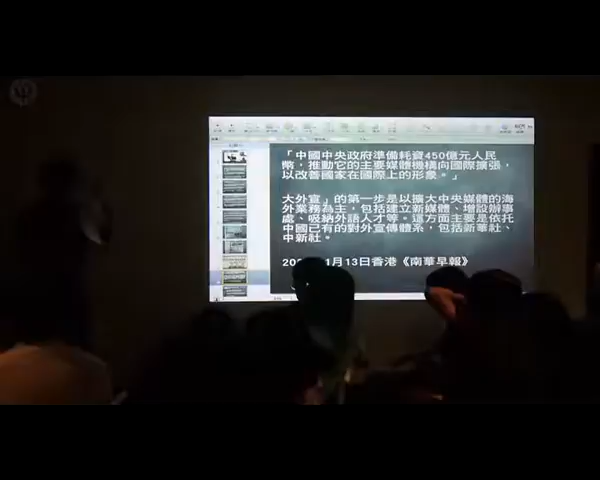 「中國中央政府準備耗資450億元人民
幣，推動它的主要媒體機構向國際擴張，
以改善國家在國際上的形象。」
大外宣」的第一步是以擴大中央媒體的海
外業務為主，包括建立新媒體、增設辦事
處、吸納外語人才等。這方面主要是依托
中國已有的對外宣傳體系，包括新華社、
中新社。
月13日香港《南華早報》